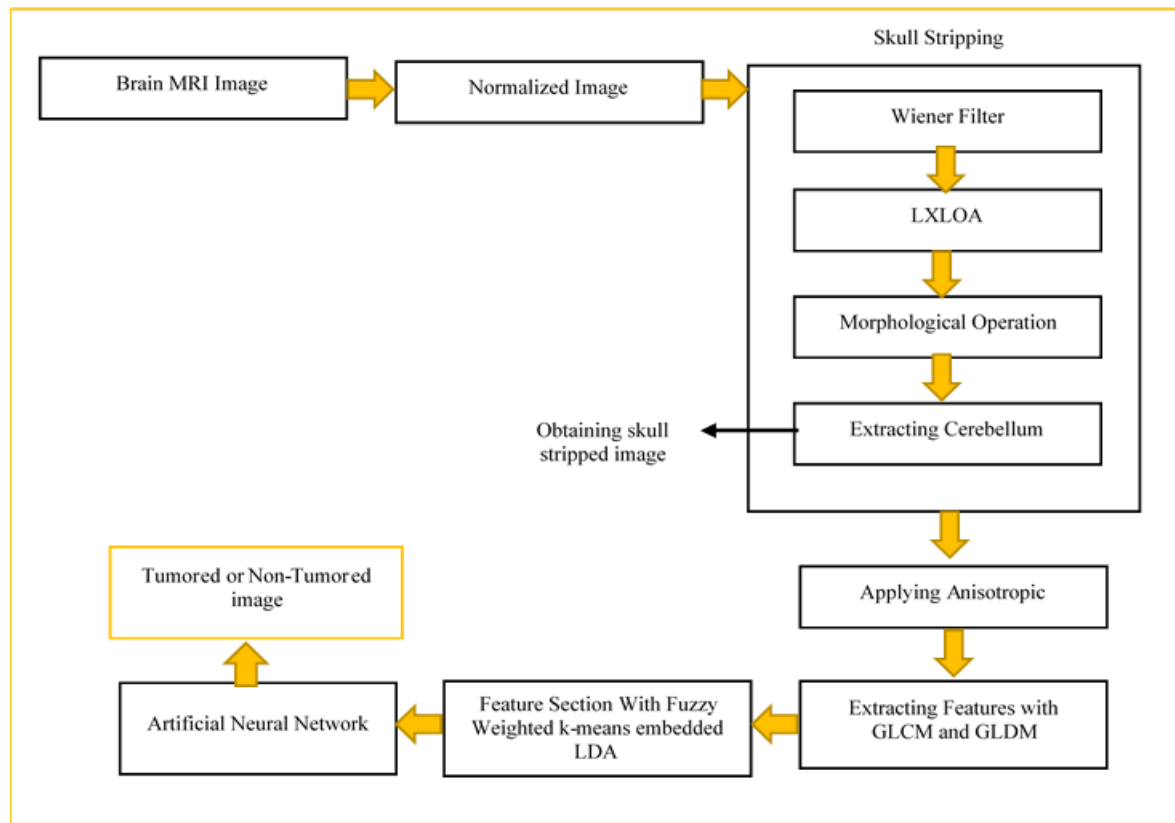 Skull Stripping
Brain MRI Image
Normalized Image
Wiener Filter
LXLOA
Morphological Operation
Extracting Cerebellum
Obtaining skull
stripped image
Applying Anisotropic
Extracting Features with
GLCM and GLDM
Feature Section With Fuzzy
Weighted k-means embedded
LDA
Artificial Neural Network
Tumored or Non-Tumored
image